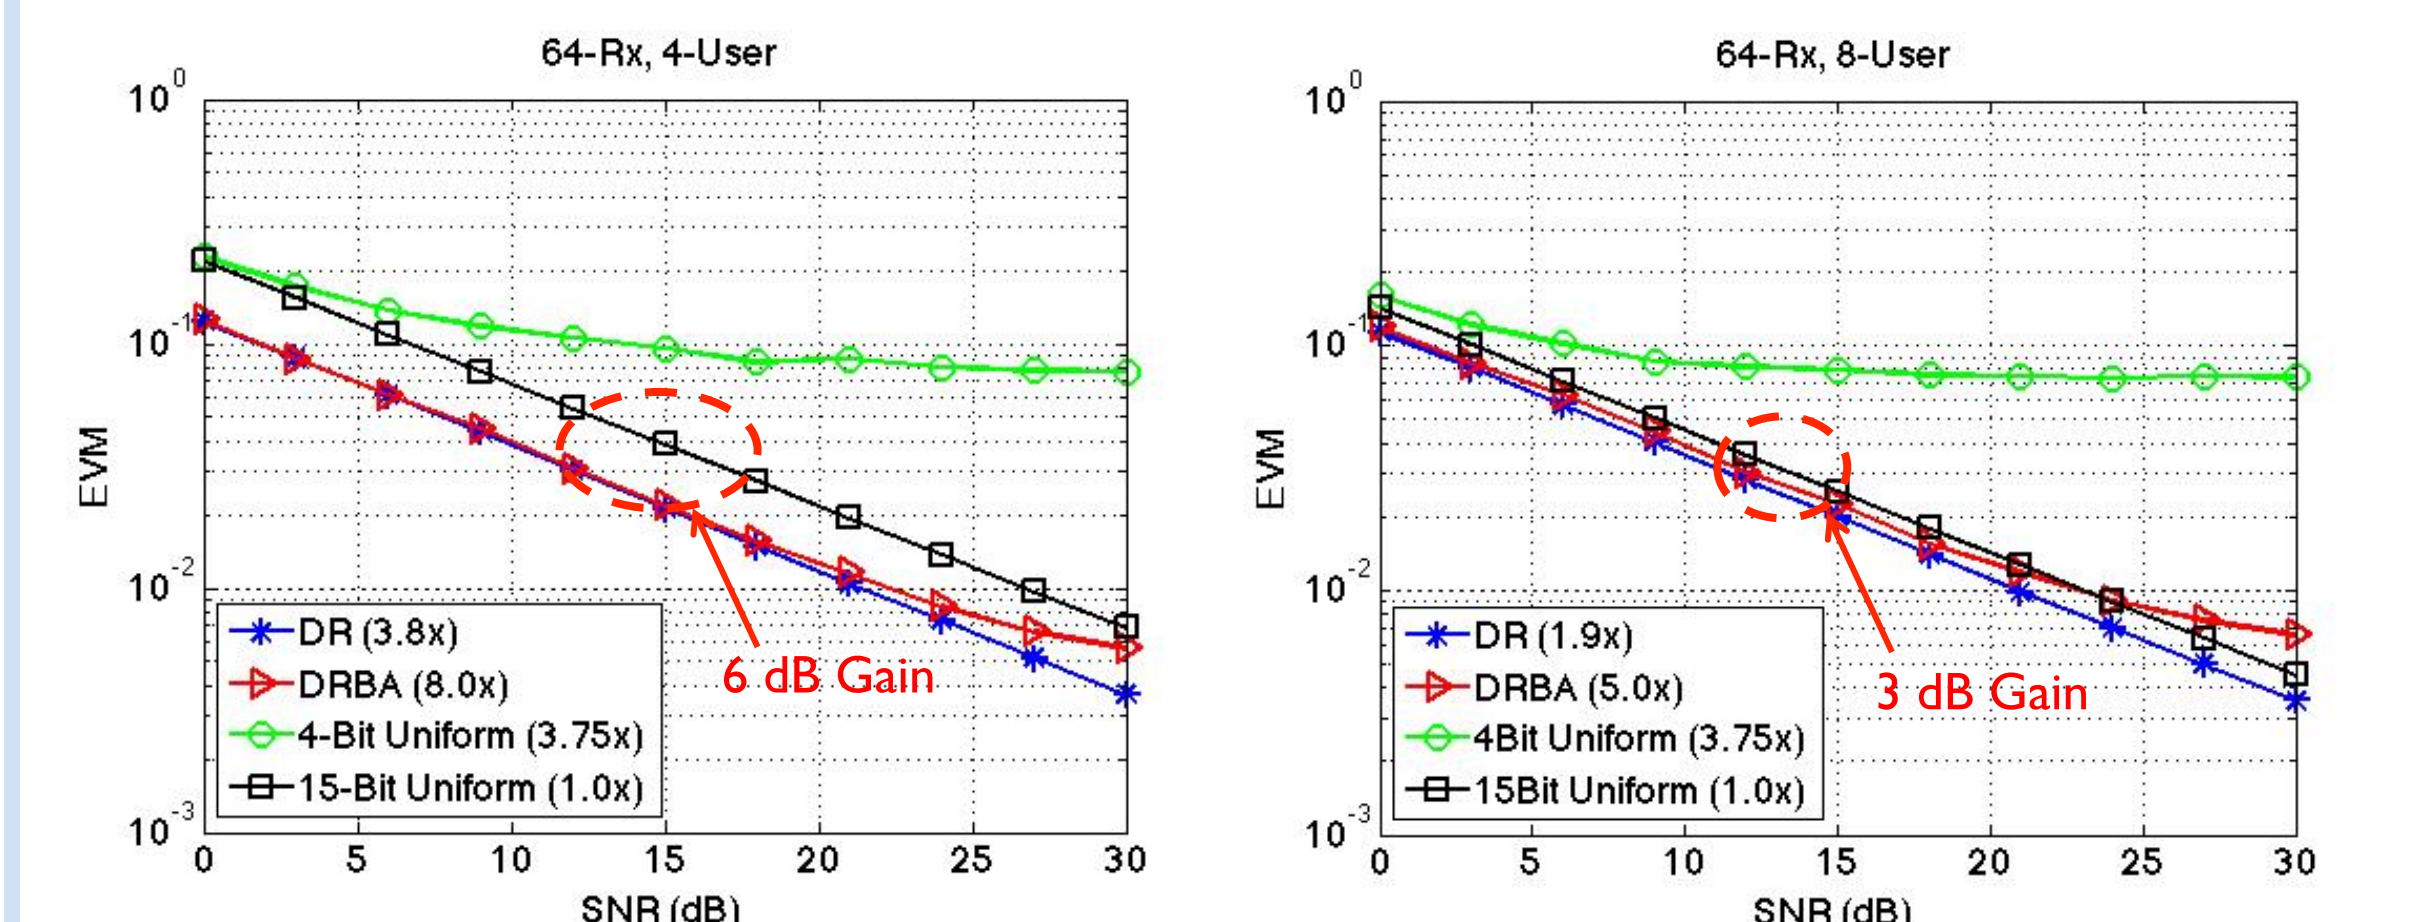 64-Rx, 4-User
10^0
10^-1
10^-2
10^-3
EVM
DR (3.8x)
DRBA (8.0x)
4-Bit Uniform (3.75x)
15-Bit Uniform (1.0x)
6 dB Gain
0 5 10 15 20 25 30
SNR (dB)
64-Rx, 8-User
10^0
10^-1
10^-2
10^-3
EVM
DR (1.9x)
DRBA (5.0x)
4Bit Uniform (3.75x)
15Bit Uniform (1.0x)
3 dB Gain
0 5 10 15 20 25 30
SNR (dB)